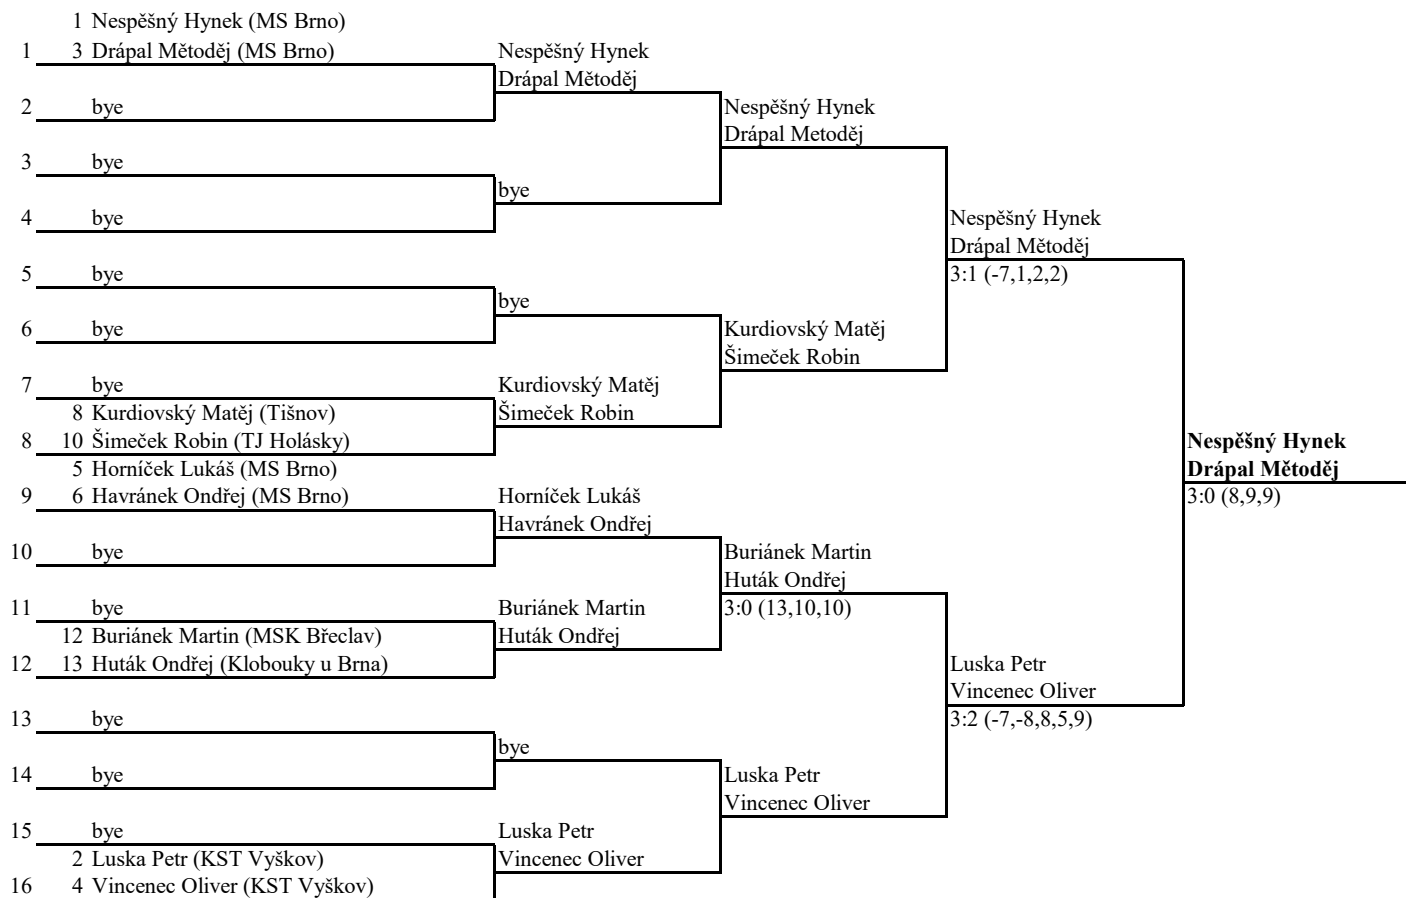 1 Nespěšný Hynek (MS Brno)
1 3 Drápal Mětoděj (MS Brno) Nespěšný Hynek
Drápal Mětoděj
2 bye Nespěšný Hynek
Drápal Metoděj
3 bye
bye
4 bye Nespěšný Hynek
Drápal Mětoděj
5 bye 3:1 (-7,1,2,2)
bye
6 bye Kurdiovský Matěj
Šimeček Robin
7 bye Kurdiovský Matěj
8 Kurdiovský Matěj (Tišnov) Šimeček Robin
8 10 Šimeček Robin (TJ Holásky) Nespěšný Hynek
5 Horníček Lukáš (MS Brno) Drápal Mětoděj
9 6 Havránek Ondřej (MS Brno) Horníček Lukáš 3:0 (8,9,9)
Havránek Ondřej
10 bye Buriánek Martin
Huták Ondřej
11 bye Buriánek Martin 3:0 (13,10,10)
12 Buriánek Martin (MSK Břeclav) Huták Ondřej
12 13 Huták Ondřej (Klobouky u Brna) Luska Petr
Vincenec Oliver
13 bye 3:2 (-7,-8,8,5,9)
bye
14 bye Luska Petr
Vincenec Oliver
15 bye Luska Petr
2 Luska Petr (KST Vyškov) Vincenec Oliver
16 4 Vincenec Oliver (KST Vyškov)